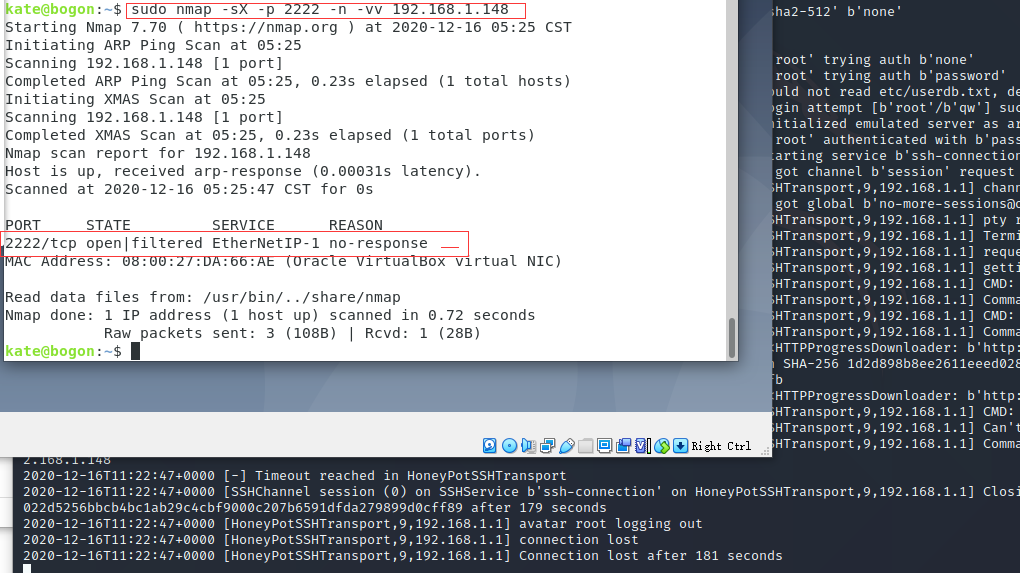 kate@bogon:~$ sudo nmap -sX -p 2222 -n -vv 192.168.1.148
Starting Nmap 7.70 ( https://nmap.org ) at 2020-12-16 05:25 CST
Initiating ARP Ping Scan at 05:25
Scanning 192.168.1.148 [1 port]
Completed ARP Ping Scan at 05:25, 0.23s elapsed (1 total hosts)
Initiating XMAS Scan at 05:25
Scanning 192.168.1.148 [1 port]
Completed XMAS Scan at 05:25, 0.23s elapsed (1 total ports)
Nmap scan report for 192.168.1.148
Host is up, received arp-response (0.00031s latency).
Scanned at 2020-12-16 05:25:47 CST for 0s
PORT     STATE         SERVICE      REASON
2222/tcp open|filtered EtherNetIP-1 no-response
MAC Address: 08:00:27:DA:66:AE (Oracle VirtualBox virtual NIC)
Read data files from: /usr/bin/../share/nmap
Nmap done: 1 IP address (1 host up) scanned in 0.72 seconds
           Raw packets sent: 3 (108B) | Rcvd: 1 (28B)
kate@bogon:~$
Right Ctrl
sha2-512' b'none'
'root' trying auth b'none'
'root' trying auth b'password'
ould not read etc/userdb.txt, de
ogin attempt [b'root'/b'qw'] suc
nitialized emulated server as ar
'root' authenticated with b'pass
tarting service b'ssh-connection
got channel b'session' request
SHTransport,9,192.168.1.1] chann
got global b'no-more-sessions@o
SHTransport,9,192.168.1.1] pty r
SHTransport,9,192.168.1.1] Termi
SHTransport,9,192.168.1.1] reque
SHTransport,9,192.168.1.1] getti
SHTransport,9,192.168.1.1] CMD:
SHTransport,9,192.168.1.1] Comma
SHTransport,9,192.168.1.1] CMD:
SHTransport,9,192.168.1.1] Comma
HTTPProgressDownloader: b'http:
SHA-256 1d2d898b8ee2611eeed028
fb
HTTPProgressDownloader: b'http:
SHTransport,9,192.168.1.1] CMD:
SHTransport,9,192.168.1.1] Can't
SHTransport,9,192.168.1.1] Comma
2.168.1.148
2020-12-16T11:22:47+0000 [-] Timeout reached in HoneyPotSSHTransport
2020-12-16T11:22:47+0000 [SSHChannel session (0) on SSHService b'ssh-connection' on HoneyPotSSHTransport,9,192.168.1.1] Closi
022d5256bbcb4bc1ab29c4cbf9000c207b6591dfda279899d0cff89 after 179 seconds
2020-12-16T11:22:47+0000 [HoneyPotSSHTransport,9,192.168.1.1] avatar root logging out
2020-12-16T11:22:47+0000 [HoneyPotSSHTransport,9,192.168.1.1] connection lost
2020-12-16T11:22:47+0000 [HoneyPotSSHTransport,9,192.168.1.1] Connection lost after 181 seconds